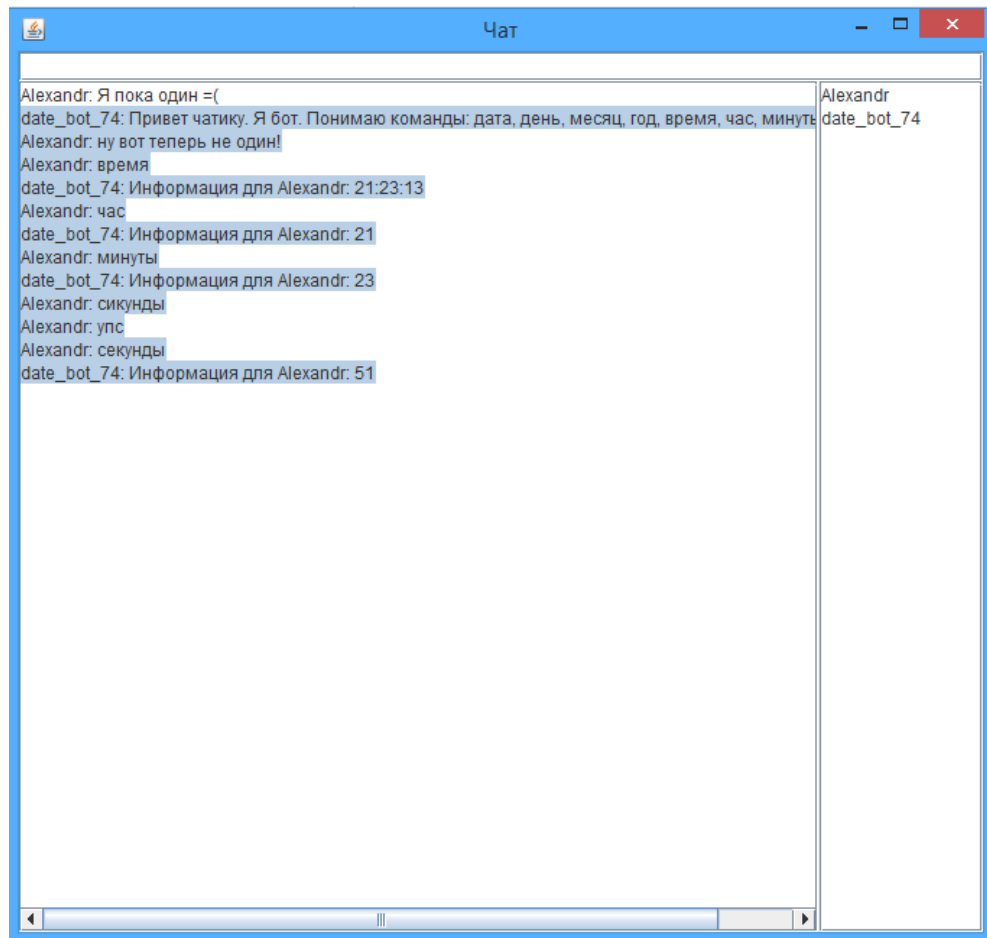 Чат
Alexandr: Я пока один =(
date_bot_74: Привет чатику. Я бот. Понимаю команды: дата, день, месяц, год, время, час, минуты
Alexandr: ну вот теперь не один!
Alexandr: время
date_bot_74: Информация для Alexandr: 21:23:13
Alexandr: час
date_bot_74: Информация для Alexandr: 21
Alexandr: минуты
date_bot_74: Информация для Alexandr: 23
Alexandr: сикунды
Alexandr: упс
Alexandr: секунды
date_bot_74: Информация для Alexandr: 51
Alexandr
date_bot_74